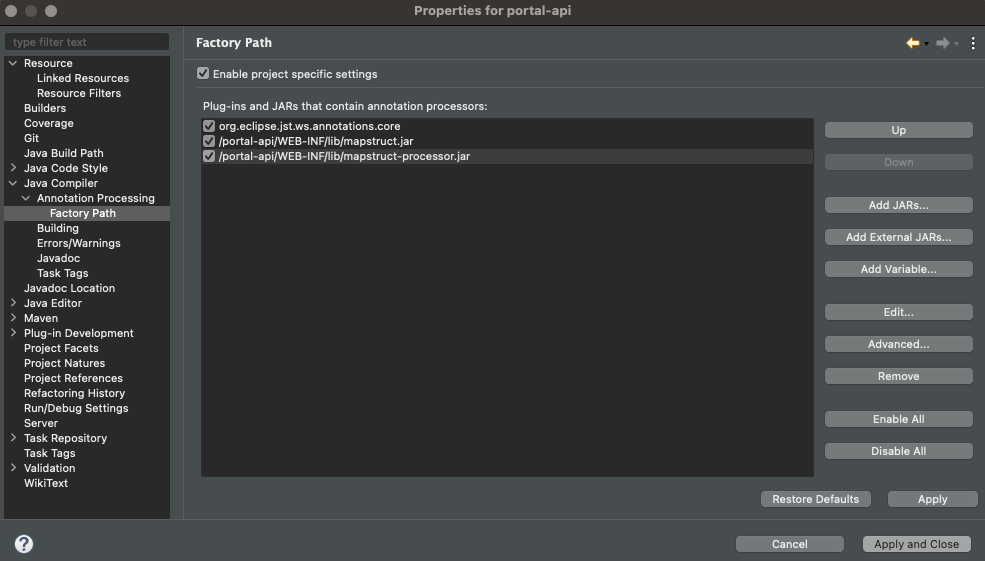 Properties for portal-api
type filter text
Resource
Linked Resources
Resource Filters
Builders
Coverage
Git
Java Build Path
Java Code Style
Java Compiler
Annotation Processing
Factory Path
Building
Errors/Warnings
Javadoc
Task Tags
Javadoc Location
Java Editor
Maven
Plug-in Development
Project Facets
Project Natures
Project References
Refactoring History
Run/Debug Settings
Server
Task Repository
Task Tags
Validation
WikiText
Factory Path
Enable project specific settings
Plug-ins and JARs that contain annotation processors:
org.eclipse.jst.ws.annotations.core
/portal-api/WEB-INF/lib/mapstruct.jar
/portal-api/WEB-INF/lib/mapstruct-processor.jar
Up
Down
Add JARs...
Add External JARs...
Add Variable...
Edit...
Advanced...
Remove
Enable All
Disable All
Restore Defaults
Apply
?
Cancel
Apply and Close